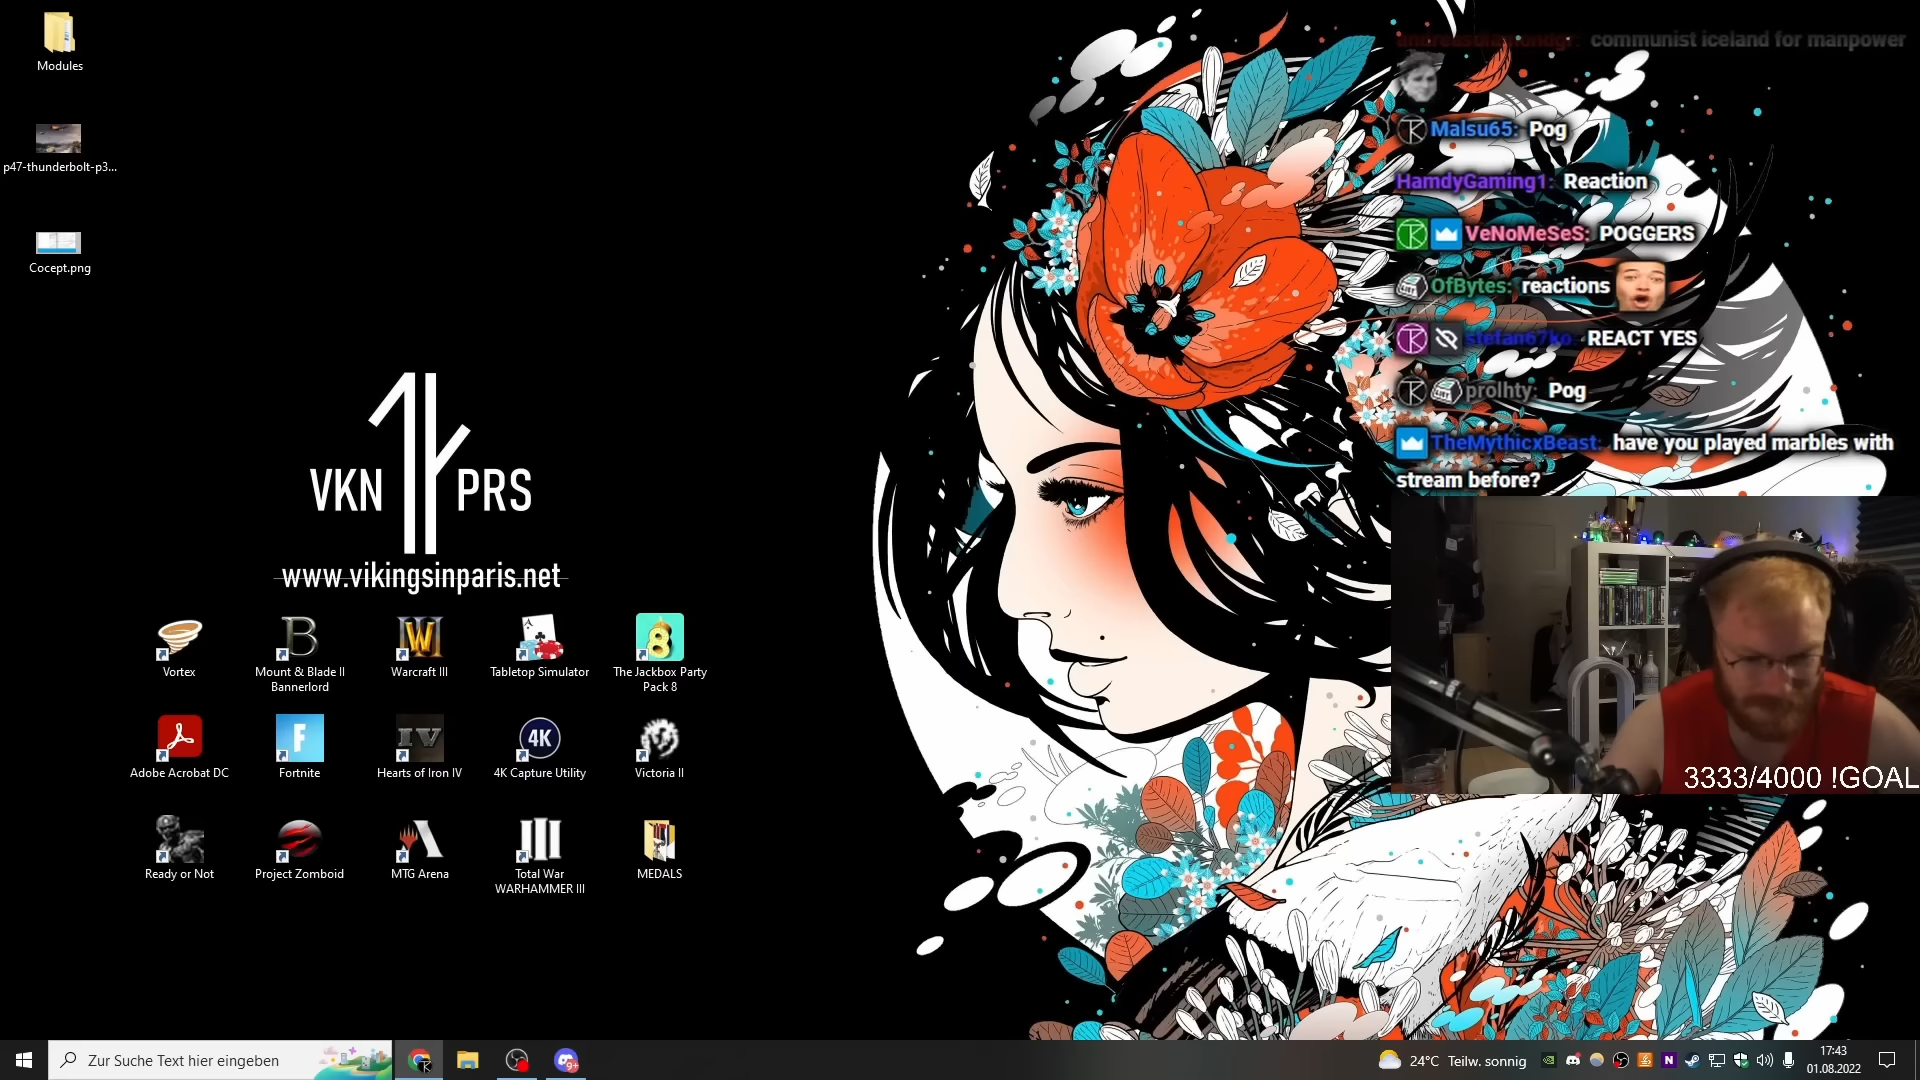 Modules
p47-thunderbolt-p3...
Cocept.png
VKN PRS
www.vikingsinparis.net
Vortex
Mount & Blade II
Bannerlord
Warcraft III
Tabletop Simulator
The Jackbox Party
Pack 8
Adobe Acrobat DC
Fortnite
Hearts of Iron IV
4K Capture Utility
Victoria II
Ready or Not
Project Zomboid
MTG Arena
Total War
WARHAMMER III
MEDALS
communist iceland for manpower
Malsu65: Pog
HamdyGaming1: Reaction
VeNoMeSeS: POGGERS
OfBytes: reactions
stefan67ko: REACT YES
prolhty: Pog
TheMythicxBeast: have you played marbles with
stream before?
3333/4000 !GOAL
Zur Suche Text hier eingeben
24°C Teilw. sonnig
17:43
01.08.2022